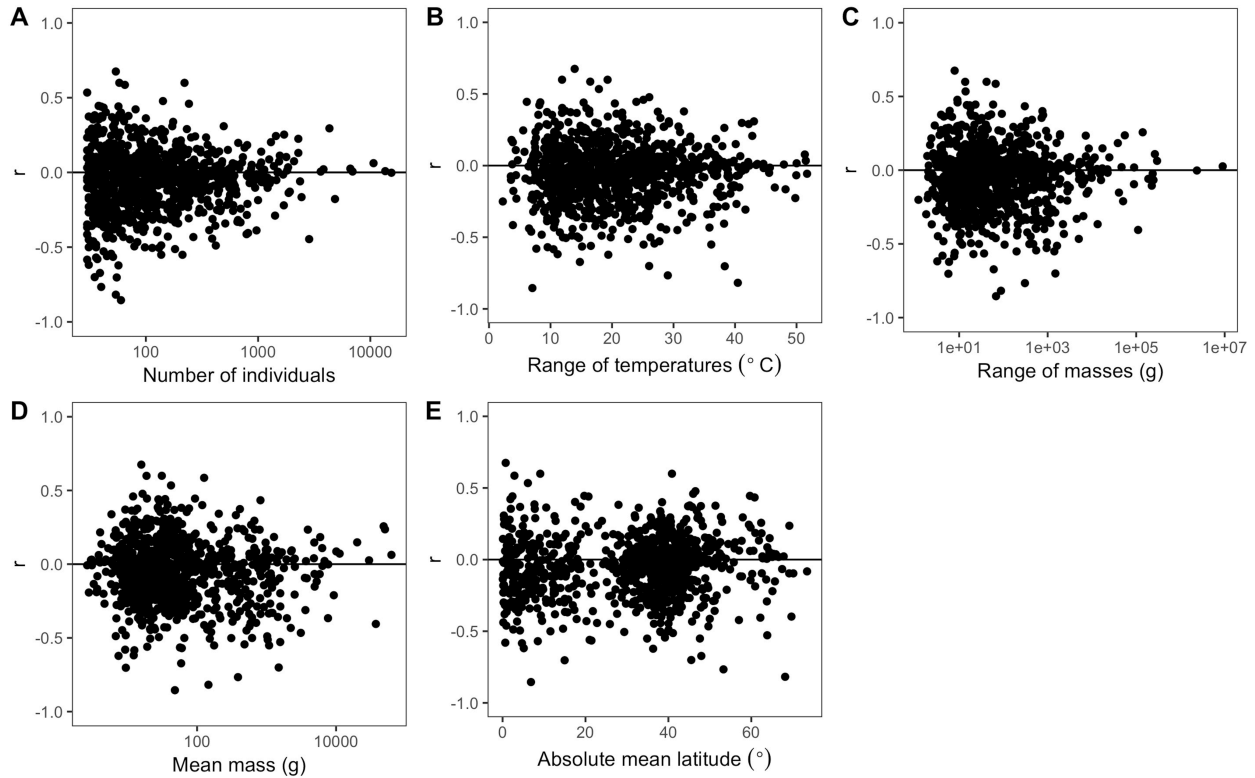 A
1.0
0.5
0.0
-0.5
-1.0
r
100
1000
10000
Number of individuals
B
1.0
0.5
0.0
-0.5
-1.0
r
0
10
20
30
40
50
Range of temperatures (° C)
C
1.0
0.5
0.0
-0.5
-1.0
r
1e+01
1e+03
1e+05
1e+07
Range of masses (g)
D
1.0
0.5
0.0
-0.5
-1.0
r
100
10000
Mean mass (g)
E
1.0
0.5
0.0
-0.5
-1.0
r
0
20
40
60
Absolute mean latitude (°)